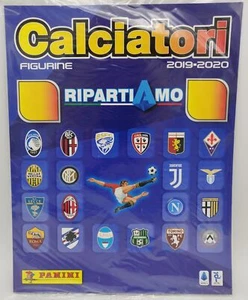 Calciatori
FIGURINE 2019-2020
RIPARTIAMO
PANINI